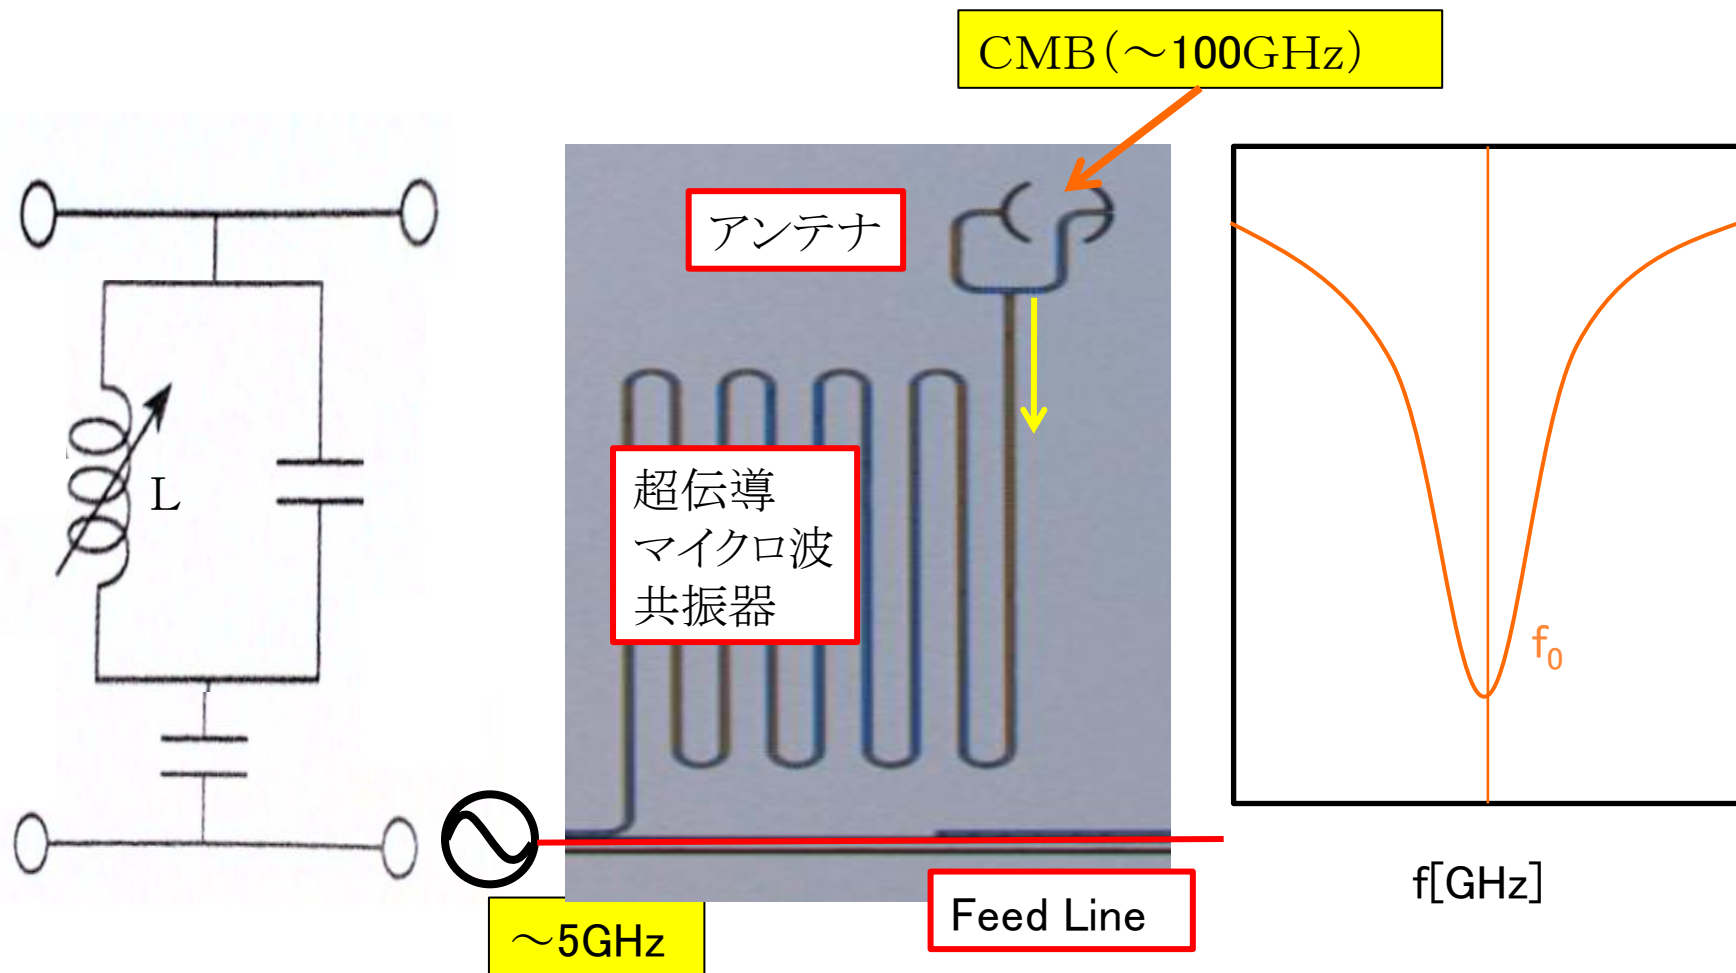 CMB(～100GHz)
アンテナ
L
超伝導
マイクロ波
共振器
f₀
f[GHz]
Feed Line
～5GHz